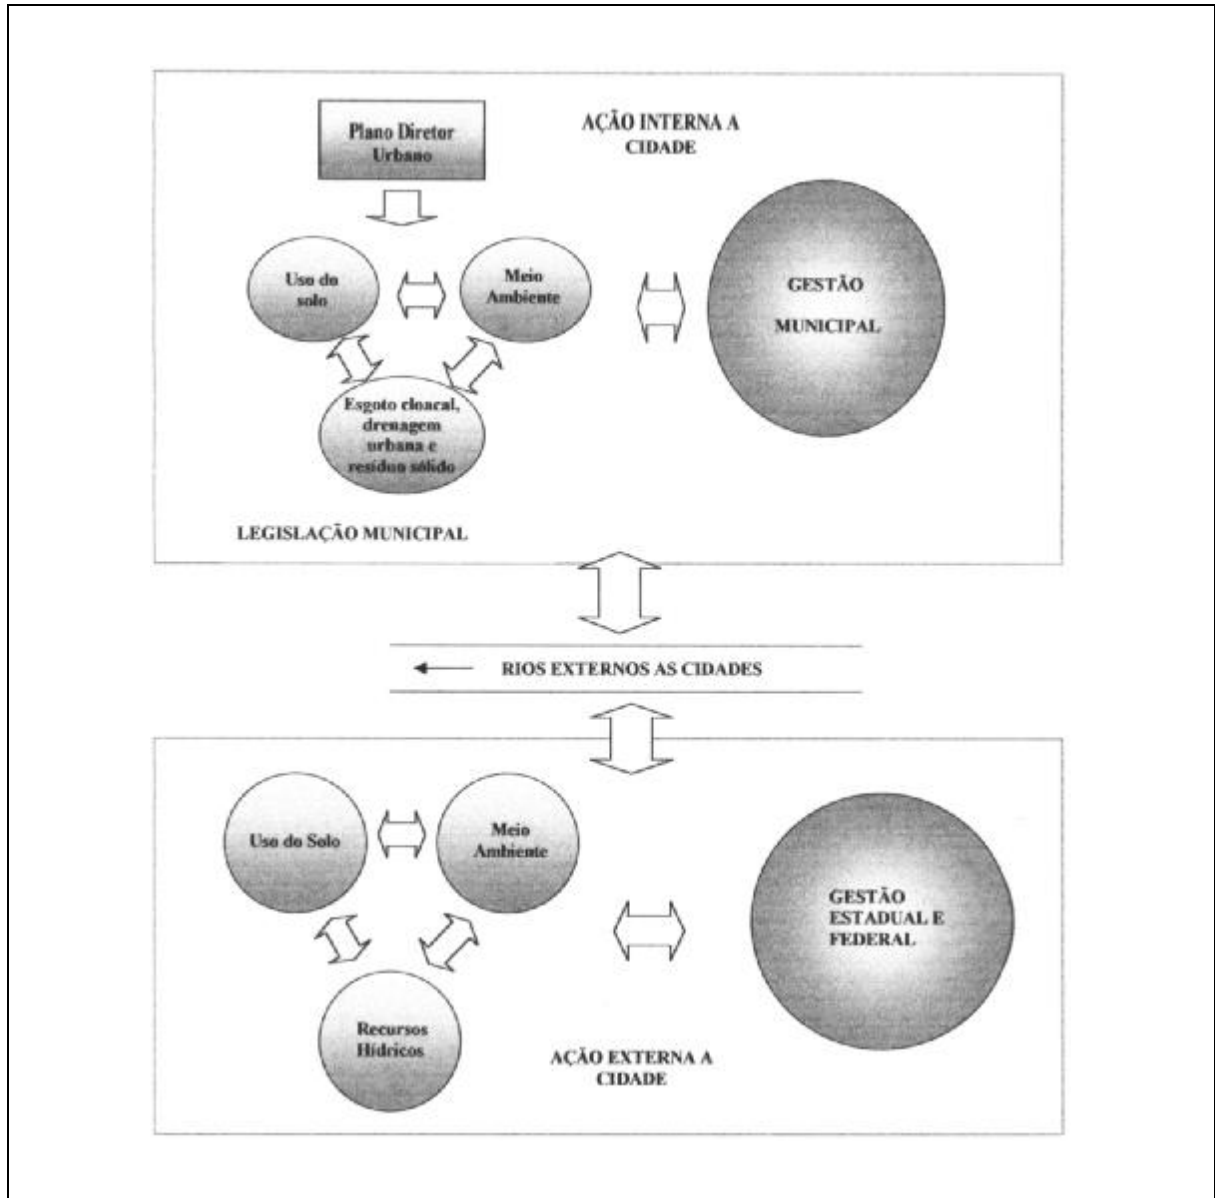 Plano Diretor
Urbano
AÇÃO INTERNA A
CIDADE
Uso do
solo
Meio
Ambiente
GESTÃO
MUNICIPAL
Esgoto cloacal,
drenagem
urbana e
resíduo sólido
LEGISLAÇÃO MUNICIPAL
RIOS EXTERNOS AS CIDADES
Uso do Solo
Meio
Ambiente
GESTÃO
ESTADUAL E
FEDERAL
Recursos
Hídricos
AÇÃO EXTERNA A
CIDADE